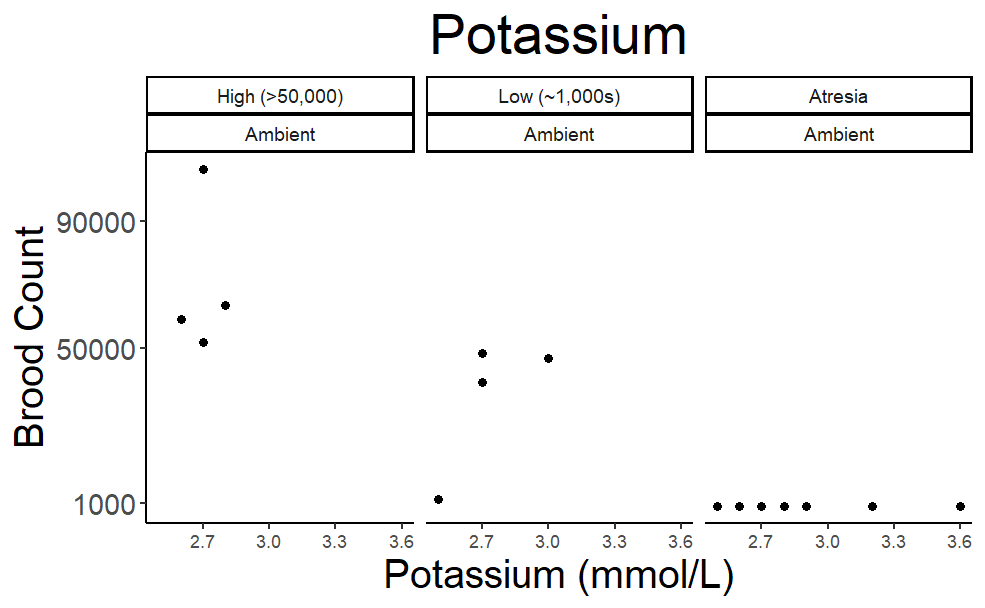 Potassium
High (>50,000) Low (~1,000s) Atresia
Ambient Ambient Ambient
90000
50000
1000
Brood Count
2.7 3.0 3.3 3.6 2.7 3.0 3.3 3.6 2.7 3.0 3.3 3.6
Potassium (mmol/L)